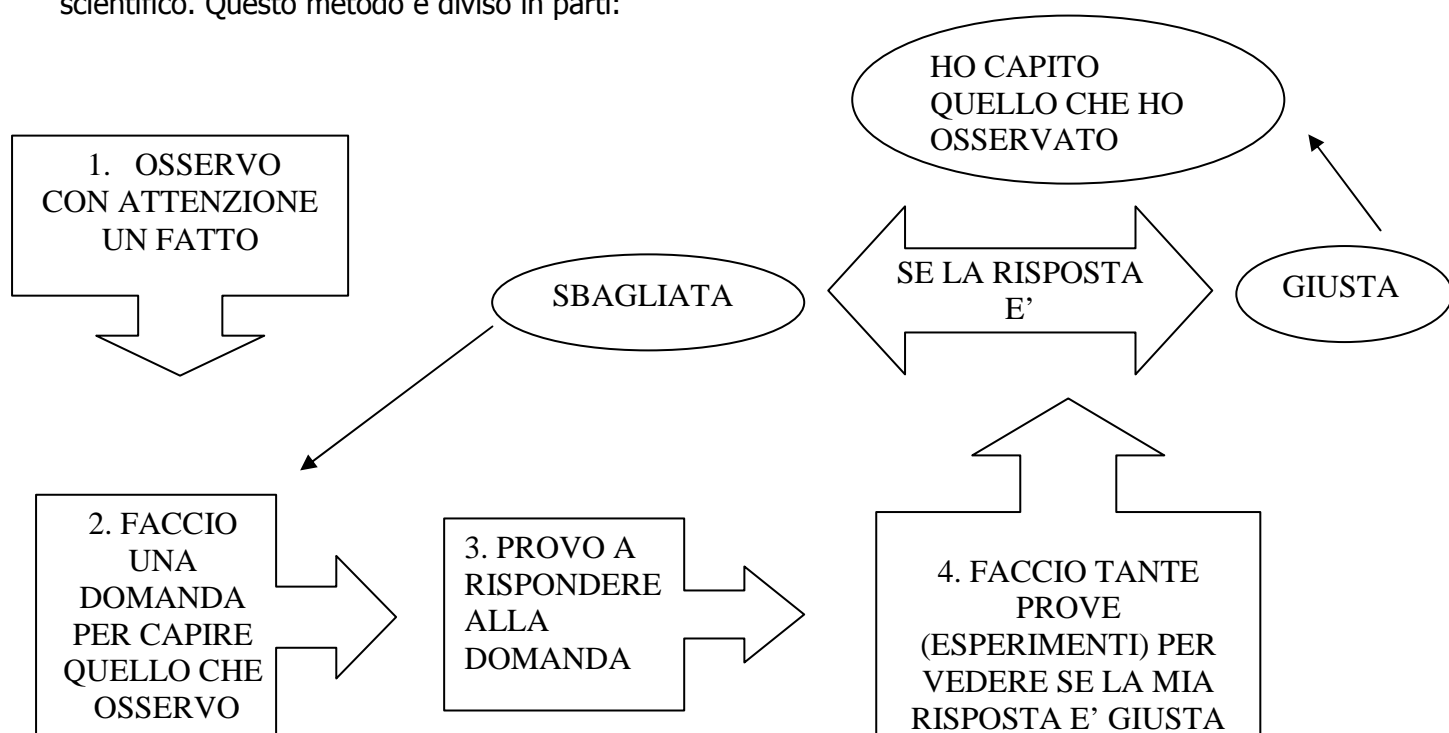 scientifico. Questo metodo è diviso in parti:
HO CAPITO
QUELLO CHE HO
OSSERVATO
1. OSSERVO
CON ATTENZIONE
UN FATTO
SBAGLIATA
SE LA RISPOSTA
E’
GIUSTA
2. FACCIO
UNA
DOMANDA
PER CAPIRE
QUELLO CHE
OSSERVO
3. PROVO A
RISPONDERE
ALLA
DOMANDA
4. FACCIO TANTE
PROVE
(ESPERIMENTI) PER
VEDERE SE LA MIA
RISPOSTA E’ GIUSTA